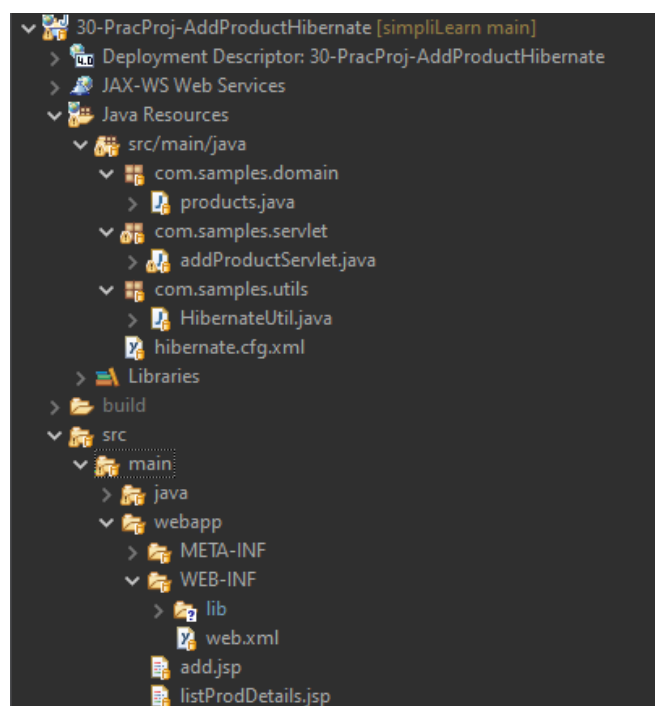 30-PracProj-AddProductHibernate [simpliLearn main]
4.0 Deployment Descriptor: 30-PracProj-AddProductHibernate
JAX-WS Web Services
Java Resources
src/main/java
com.samples.domain
products.java
com.samples.servlet
addProductServlet.java
com.samples.utils
HibernateUtil.java
hibernate.cfg.xml
Libraries
build
src
main
java
webapp
META-INF
WEB-INF
lib
web.xml
add.jsp
listProdDetails.jsp